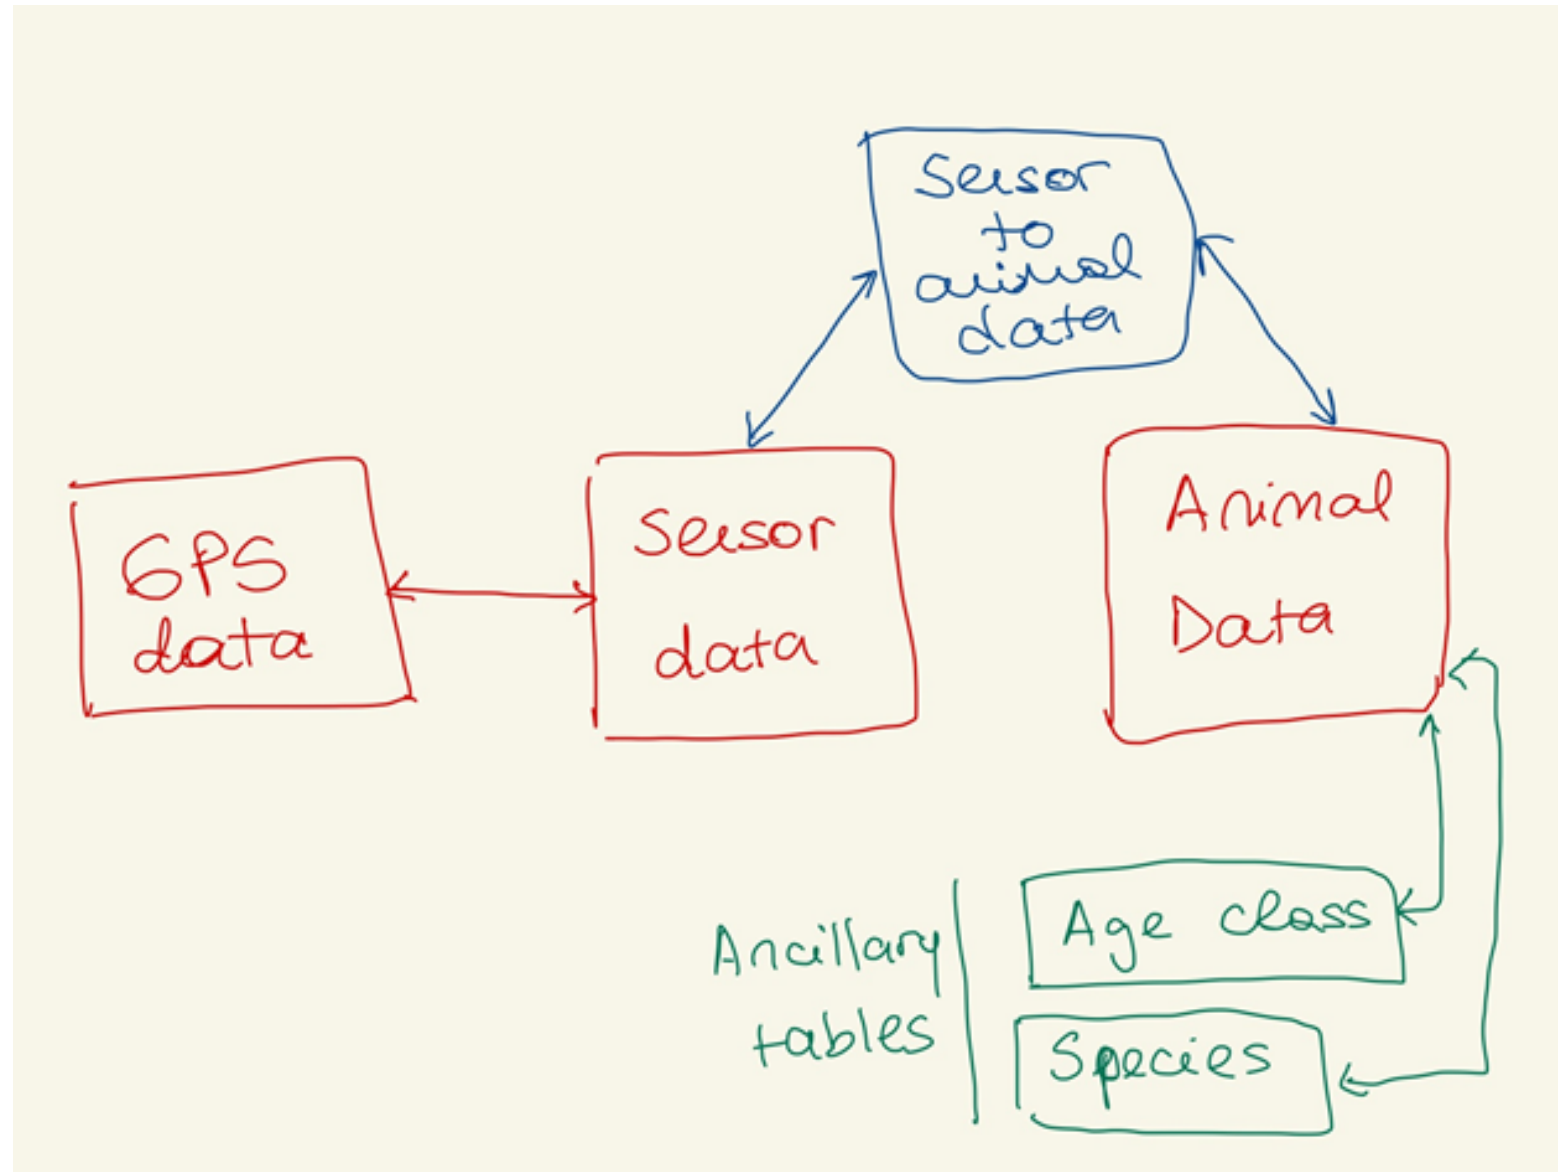 Sensor
to
animal
data
GPS
data
Sensor
data
Animal
Data
Ancillary
tables
Age class
Species